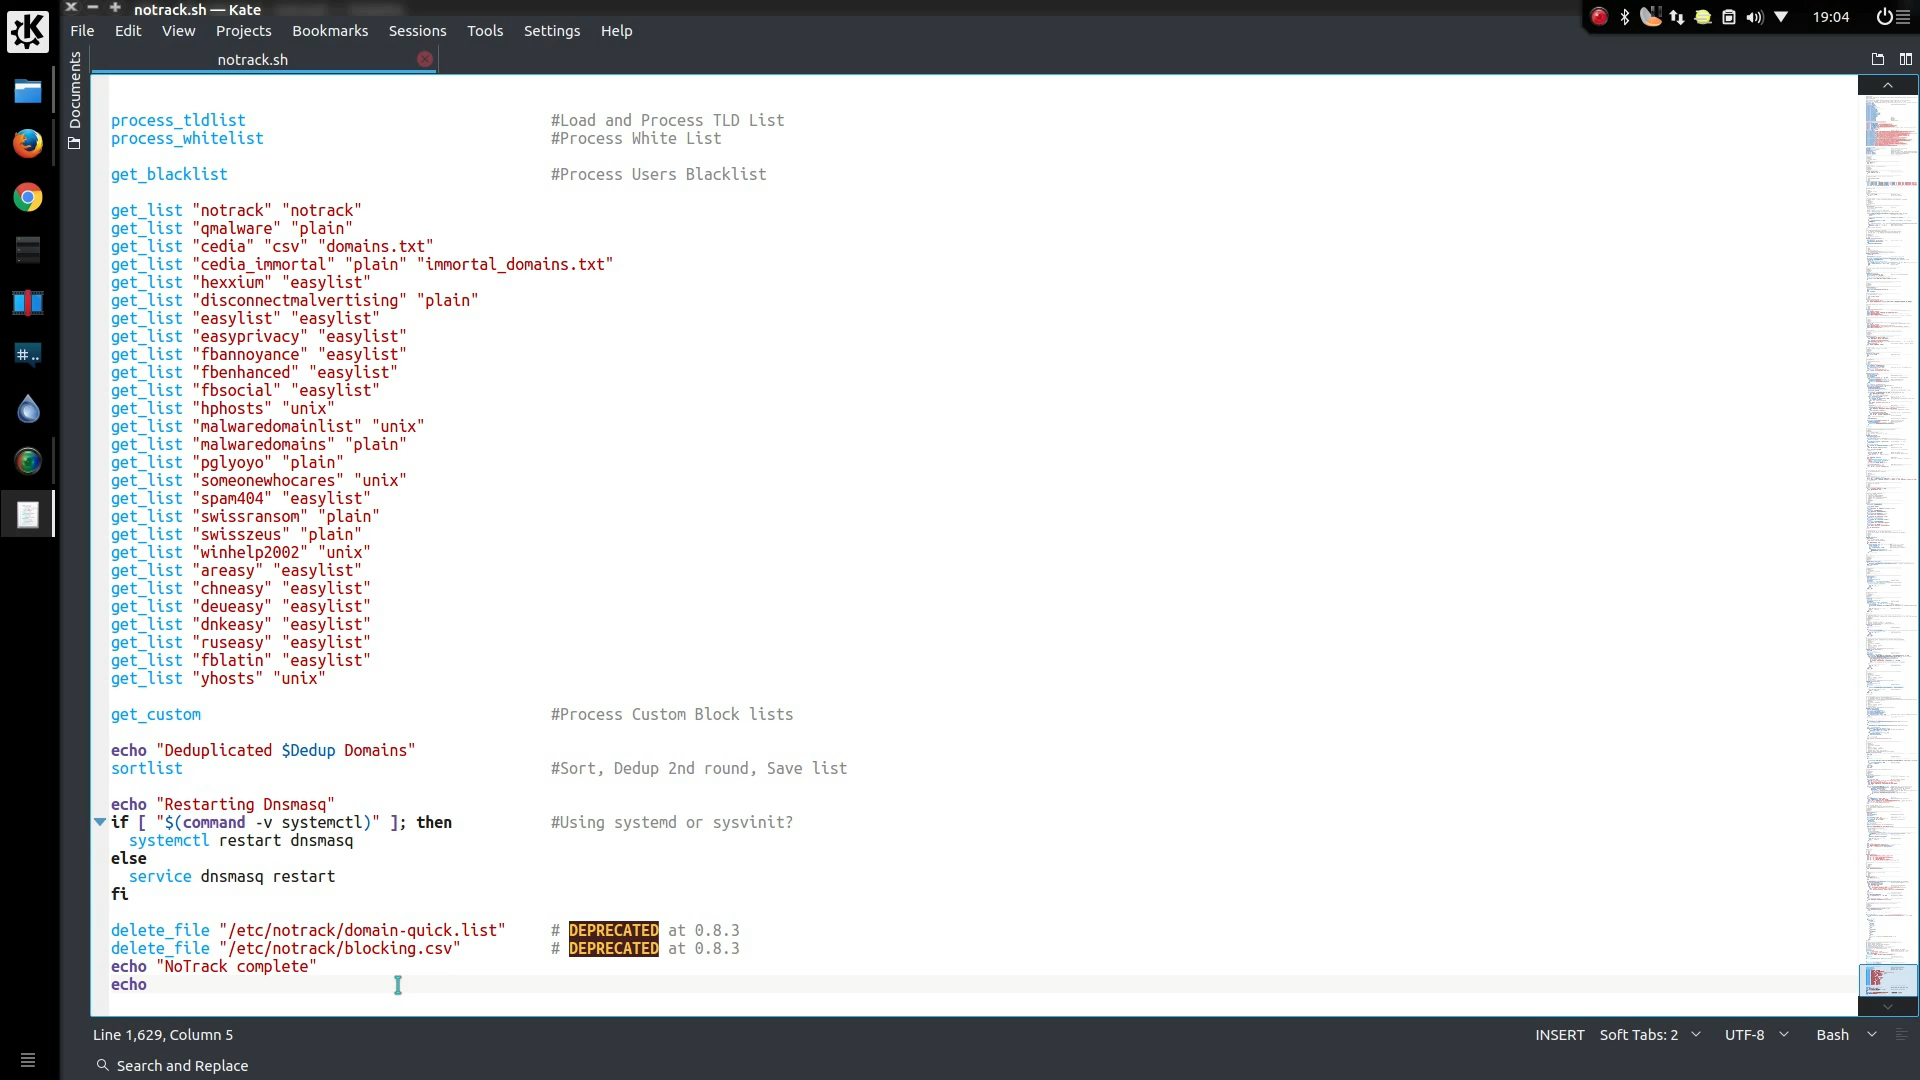 notrack.sh — Kate
19:04
File Edit View Projects Bookmarks Sessions Tools Settings Help
Documents
notrack.sh
process_tldlist #Load and Process TLD List
process_whitelist #Process White List
get_blacklist #Process Users Blacklist
get_list "notrack" "notrack"
get_list "qmalware" "plain"
get_list "cedia" "csv" "domains.txt"
get_list "cedia_immortal" "plain" "immortal_domains.txt"
get_list "hexxium" "easylist"
get_list "disconnectmalvertising" "plain"
get_list "easylist" "easylist"
get_list "easyprivacy" "easylist"
get_list "fbannoyance" "easylist"
get_list "fbenhanced" "easylist"
get_list "fbsocial" "easylist"
get_list "hphosts" "unix"
get_list "malwaredomainlist" "unix"
get_list "malwaredomains" "plain"
get_list "pglyoyo" "plain"
get_list "someonewhocares" "unix"
get_list "spam404" "easylist"
get_list "swissransom" "plain"
get_list "swisszeus" "plain"
get_list "winhelp2002" "unix"
get_list "areasy" "easylist"
get_list "chneasy" "easylist"
get_list "deueasy" "easylist"
get_list "dnkeasy" "easylist"
get_list "ruseasy" "easylist"
get_list "fblatin" "easylist"
get_list "yhosts" "unix"
get_custom #Process Custom Block lists
echo "Deduplicated $Dedup Domains"
sortlist #Sort, Dedup 2nd round, Save list
echo "Restarting Dnsmasq"
if [ "$(command -v systemctl)" ]; then #Using systemd or sysvinit?
systemctl restart dnsmasq
else
service dnsmasq restart
fi
delete_file "/etc/notrack/domain-quick.list" # DEPRECATED at 0.8.3
delete_file "/etc/notrack/blocking.csv" # DEPRECATED at 0.8.3
echo "NoTrack complete"
echo
Line 1,629, Column 5 INSERT Soft Tabs: 2 UTF-8 Bash
Search and Replace